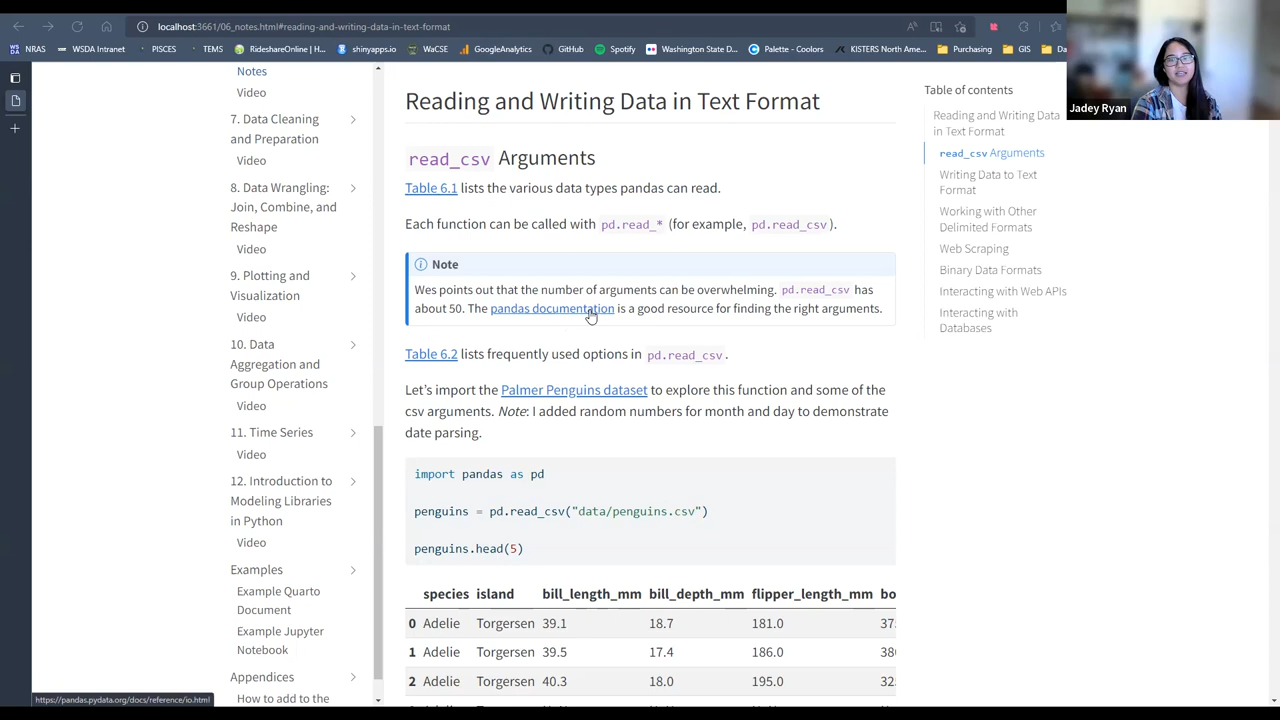 localhost:3661/06_notes.html#reading-and-writing-data-in-text-format
NRAS
WSDA Intranet
PISCES
TEMS
RideshareOnline | H...
shinyapps.io
WaCSE
GoogleAnalytics
GitHub
Spotify
Washington State D...
Palette - Coolors
KISTERS North Ame...
Purchasing
GIS
Da
Jadey Ryan
Notes
Video
7. Data Cleaning
and Preparation
Video
8. Data Wrangling:
Join, Combine, and
Reshape
Video
9. Plotting and
Visualization
Video
10. Data
Aggregation and
Group Operations
Video
11. Time Series
Video
12. Introduction to
Modeling Libraries
in Python
Video
Examples
Example Quarto
Document
Example Jupyter
Notebook
Appendices
How to add to the
https://pandas.pydata.org/docs/reference/io.html
Reading and Writing Data in Text Format
read_csv Arguments
Table 6.1 lists the various data types pandas can read.
Each function can be called with pd.read_* (for example, pd.read_csv).
Note
Wes points out that the number of arguments can be overwhelming. pd.read_csv has
about 50. The pandas documentation is a good resource for finding the right arguments.
Table 6.2 lists frequently used options in pd.read_csv.
Let's import the Palmer Penguins dataset to explore this function and some of the
csv arguments. Note: I added random numbers for month and day to demonstrate
date parsing.
import pandas as pd
penguins = pd.read_csv("data/penguins.csv")
penguins.head(5)
species island bill_length_mm bill_depth_mm flipper_length_mm bo
0 Adelie Torgersen 39.1 18.7 181.0 37
1 Adelie Torgersen 39.5 17.4 186.0 38
2 Adelie Torgersen 40.3 18.0 195.0 32
Table of contents
Reading and Writing Data
in Text Format
read_csv Arguments
Writing Data to Text
Format
Working with Other
Delimited Formats
Web Scraping
Binary Data Formats
Interacting with Web APIs
Interacting with
Databases